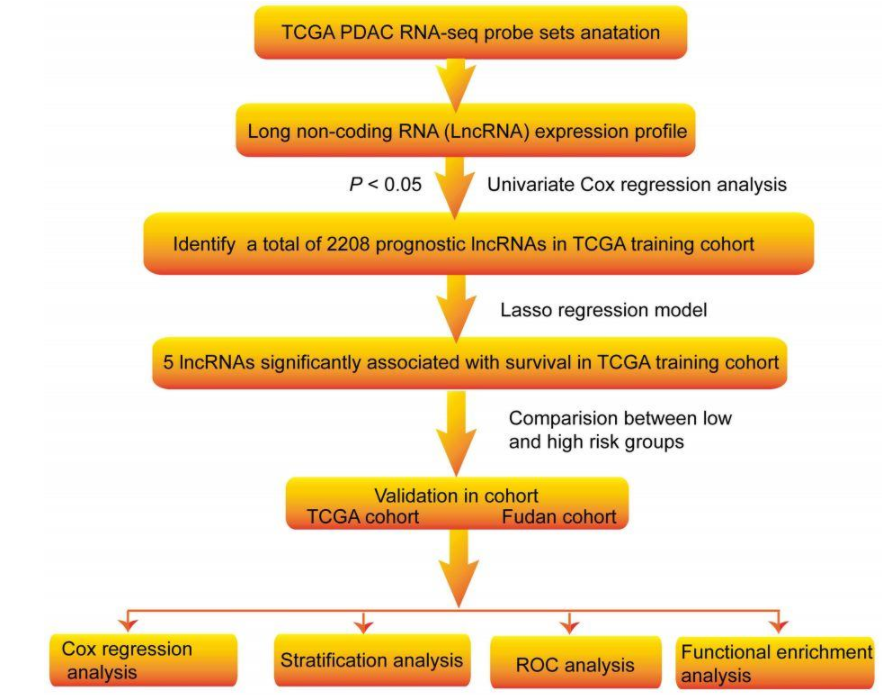 TCGA PDAC RNA-seq probe sets anatation
Long non-coding RNA (LncRNA) expression profile
P < 0.05 Univariate Cox regression analysis
Identify a total of 2208 prognostic lncRNAs in TCGA training cohort
Lasso regression model
5 lncRNAs significantly associated with survival in TCGA training cohort
Comparision between low
and high risk groups
Validation in cohort
TCGA cohort Fudan cohort
Cox regression
analysis
Stratification analysis
ROC analysis
Functional enrichment
analysis